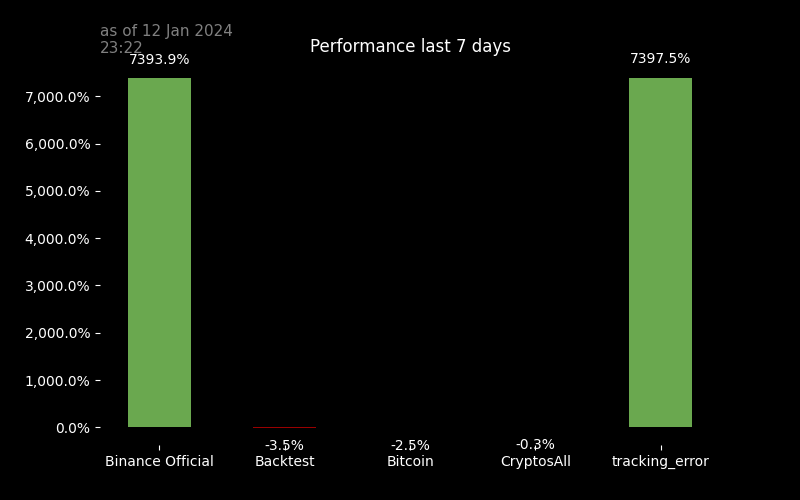 as of 12 Jan 2024
23:22
Performance last 7 days
7393.9%
7397.5%
7,000.0%
6,000.0%
5,000.0%
4,000.0%
3,000.0%
2,000.0%
1,000.0%
0.0%
-3.5%
-2.5%
-0.3%
Binance Official
Backtest
Bitcoin
CryptosAll
tracking_error